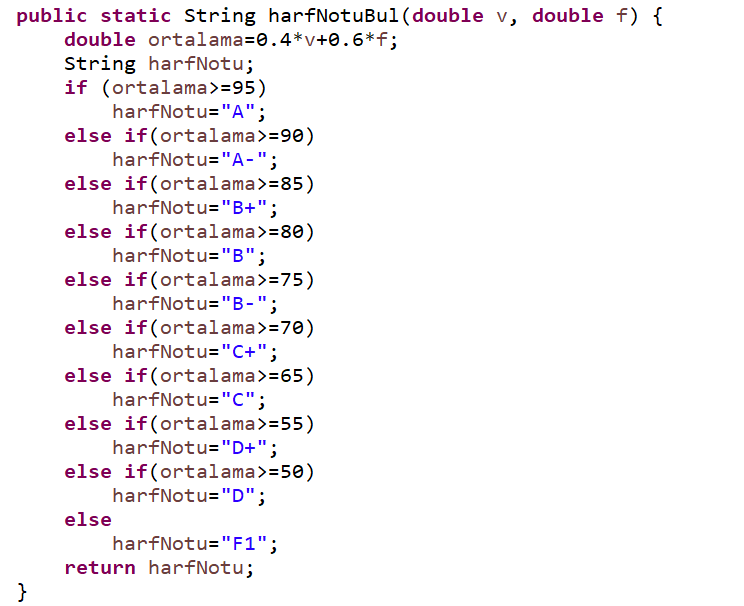 public static String harfNotuBul(double v, double f) {
    double ortalama=0.4*v+0.6*f;
    String harfNotu;
    if (ortalama>=95)
        harfNotu="A";
    else if(ortalama>=90)
        harfNotu="A-";
    else if(ortalama>=85)
        harfNotu="B+";
    else if(ortalama>=80)
        harfNotu="B";
    else if(ortalama>=75)
        harfNotu="B-";
    else if(ortalama>=70)
        harfNotu="C+";
    else if(ortalama>=65)
        harfNotu="C";
    else if(ortalama>=55)
        harfNotu="D+";
    else if(ortalama>=50)
        harfNotu="D";
    else
        harfNotu="F1";
    return harfNotu;
}